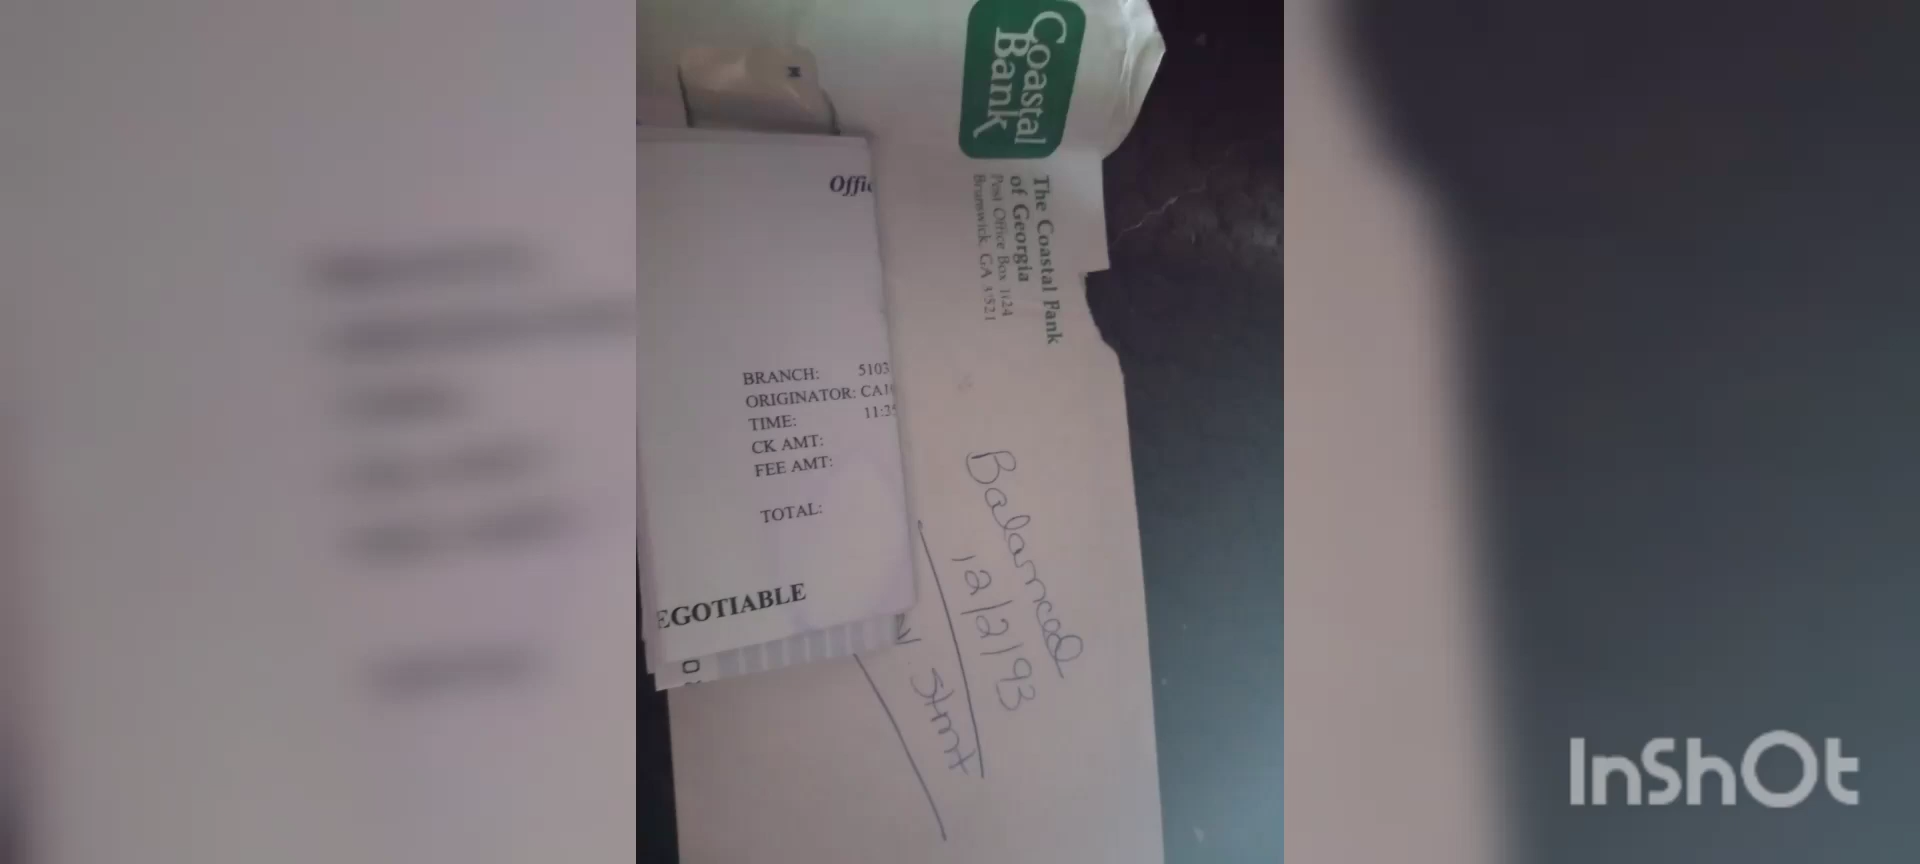 Coastal
Bank
The Coastal Bank
of Georgia
Post Office Box 1124
Brunswick, GA
Offic
BRANCH: 5103
ORIGINATOR: CA1
TIME: 11:3
CK AMT:
FEE AMT:
TOTAL:
EGOTIABLE
Balanced
12/2/93
Stmt
InShOt